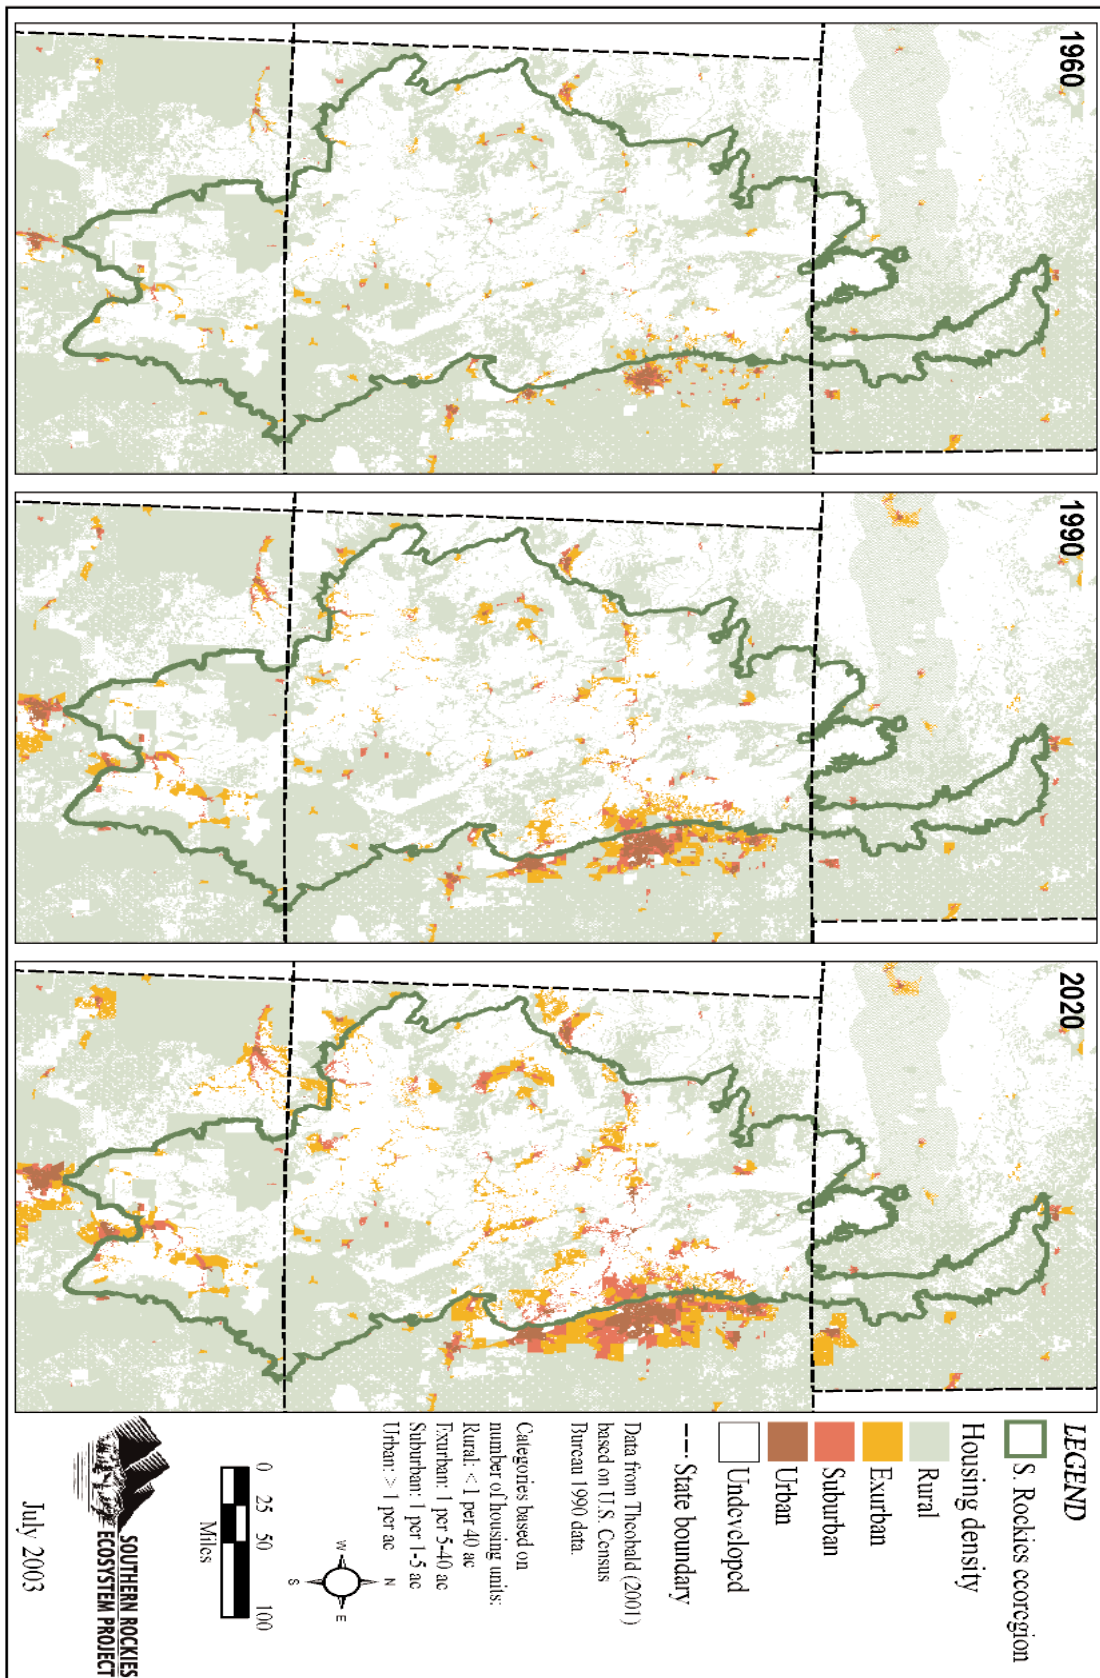 1960
1990
2020
LEGEND
S. Rockies ecoregion
Housing density
Rural
Exurban
Suburban
Urban
Undeveloped
State boundary
Data from Theobald (2001)
based on U.S. Census
Bureau 1990 data.
Categories based on
number of housing units:
Rural: < 1 per 40 ac
Exurban: 1 per 5-40 ac
Suburban: 1 per 1-5 ac
Urban: > 1 per ac
N
W
E
S
0 25 50 100
Miles
SOUTHERN ROCKIES
ECOSYSTEM PROJECT
July 2003